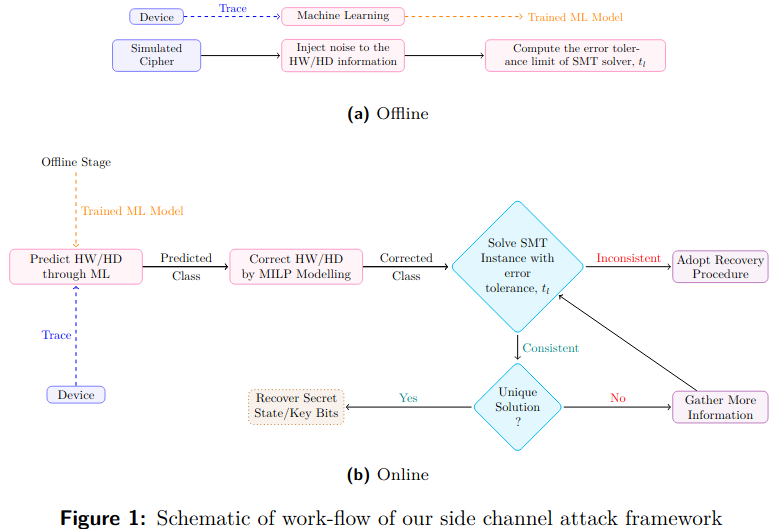 Trace
Device
Machine Learning
Trained ML Model
Simulated
Cipher
Inject noise to the
HW/HD information
Compute the error toler-
ance limit of SMT solver, tl
(a) Offline
Offline Stage
Trained ML Model
Predict HW/HD
through ML
Predicted
Class
Correct HW/HD
by MILP Modelling
Corrected
Class
Solve SMT
Instance with
error
tolerance, tl
Inconsistent
Adopt Recovery
Procedure
Trace
Consistent
Device
Recover Secret
State/Key Bits
Yes
Unique
Solution
?
No
Gather More
Information
(b) Online
Figure 1: Schematic of work-flow of our side channel attack framework